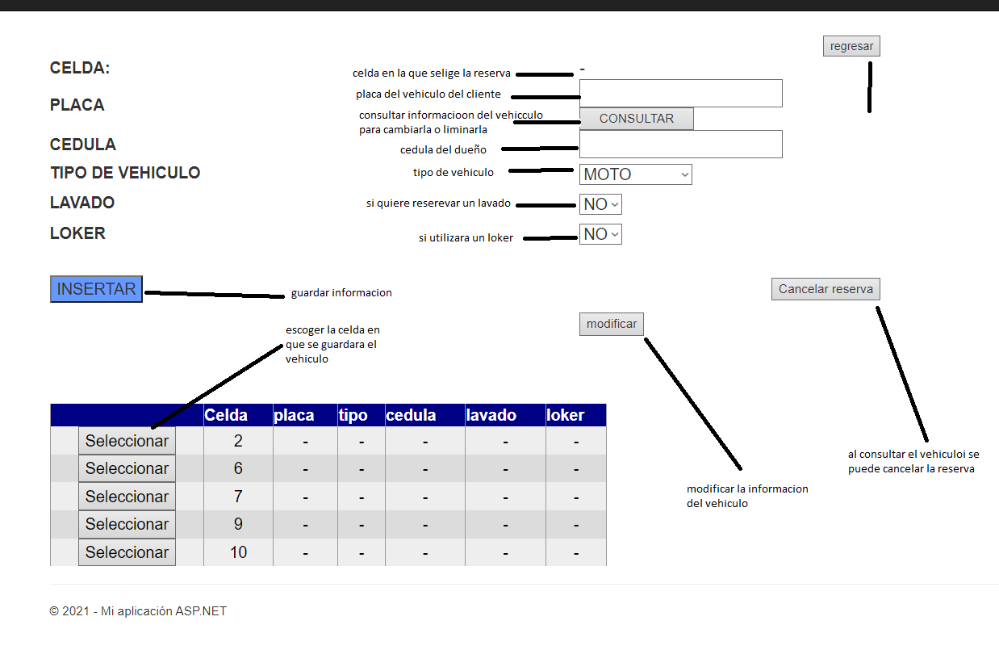 regresar
CELDA:
celda en la que selige la reserva
-
PLACA
placa del vehiculo del cliente
consultar informacioon del vehicculo
para cambiarla o liminarla
CONSULTAR
CEDULA
cedula del dueño
TIPO DE VEHICULO
tipo de vehiculo
MOTO
LAVADO
si quiere reserevar un lavado
NO
LOKER
si utilizara un loker
NO
INSERTAR
guardar informacion
Cancelar reserva
modificar
escoger la celda en
que se guardara el
vehiculo
Celda placa tipo cedula lavado loker
Seleccionar 2 - - - - -
Seleccionar 6 - - - - -
Seleccionar 7 - - - - -
Seleccionar 9 - - - - -
Seleccionar 10 - - - - -
al consultar el vehiculoi se
puede cancelar la reserva
modificar la informacion
del vehiculo
© 2021 - Mi aplicación ASP.NET